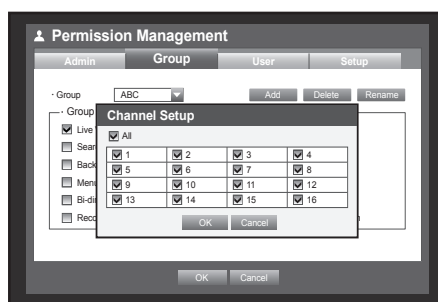 Permission Management
Admin Group User Setup
· Group ABC Add Delete Rename
· Group
Channel Setup
Live
All
Sear
1 2 3 4
Back
5 6 7 8
Menu
9 10 11 12
Bi-di
13 14 15 16
Reco
OK Cancel
OK Cancel